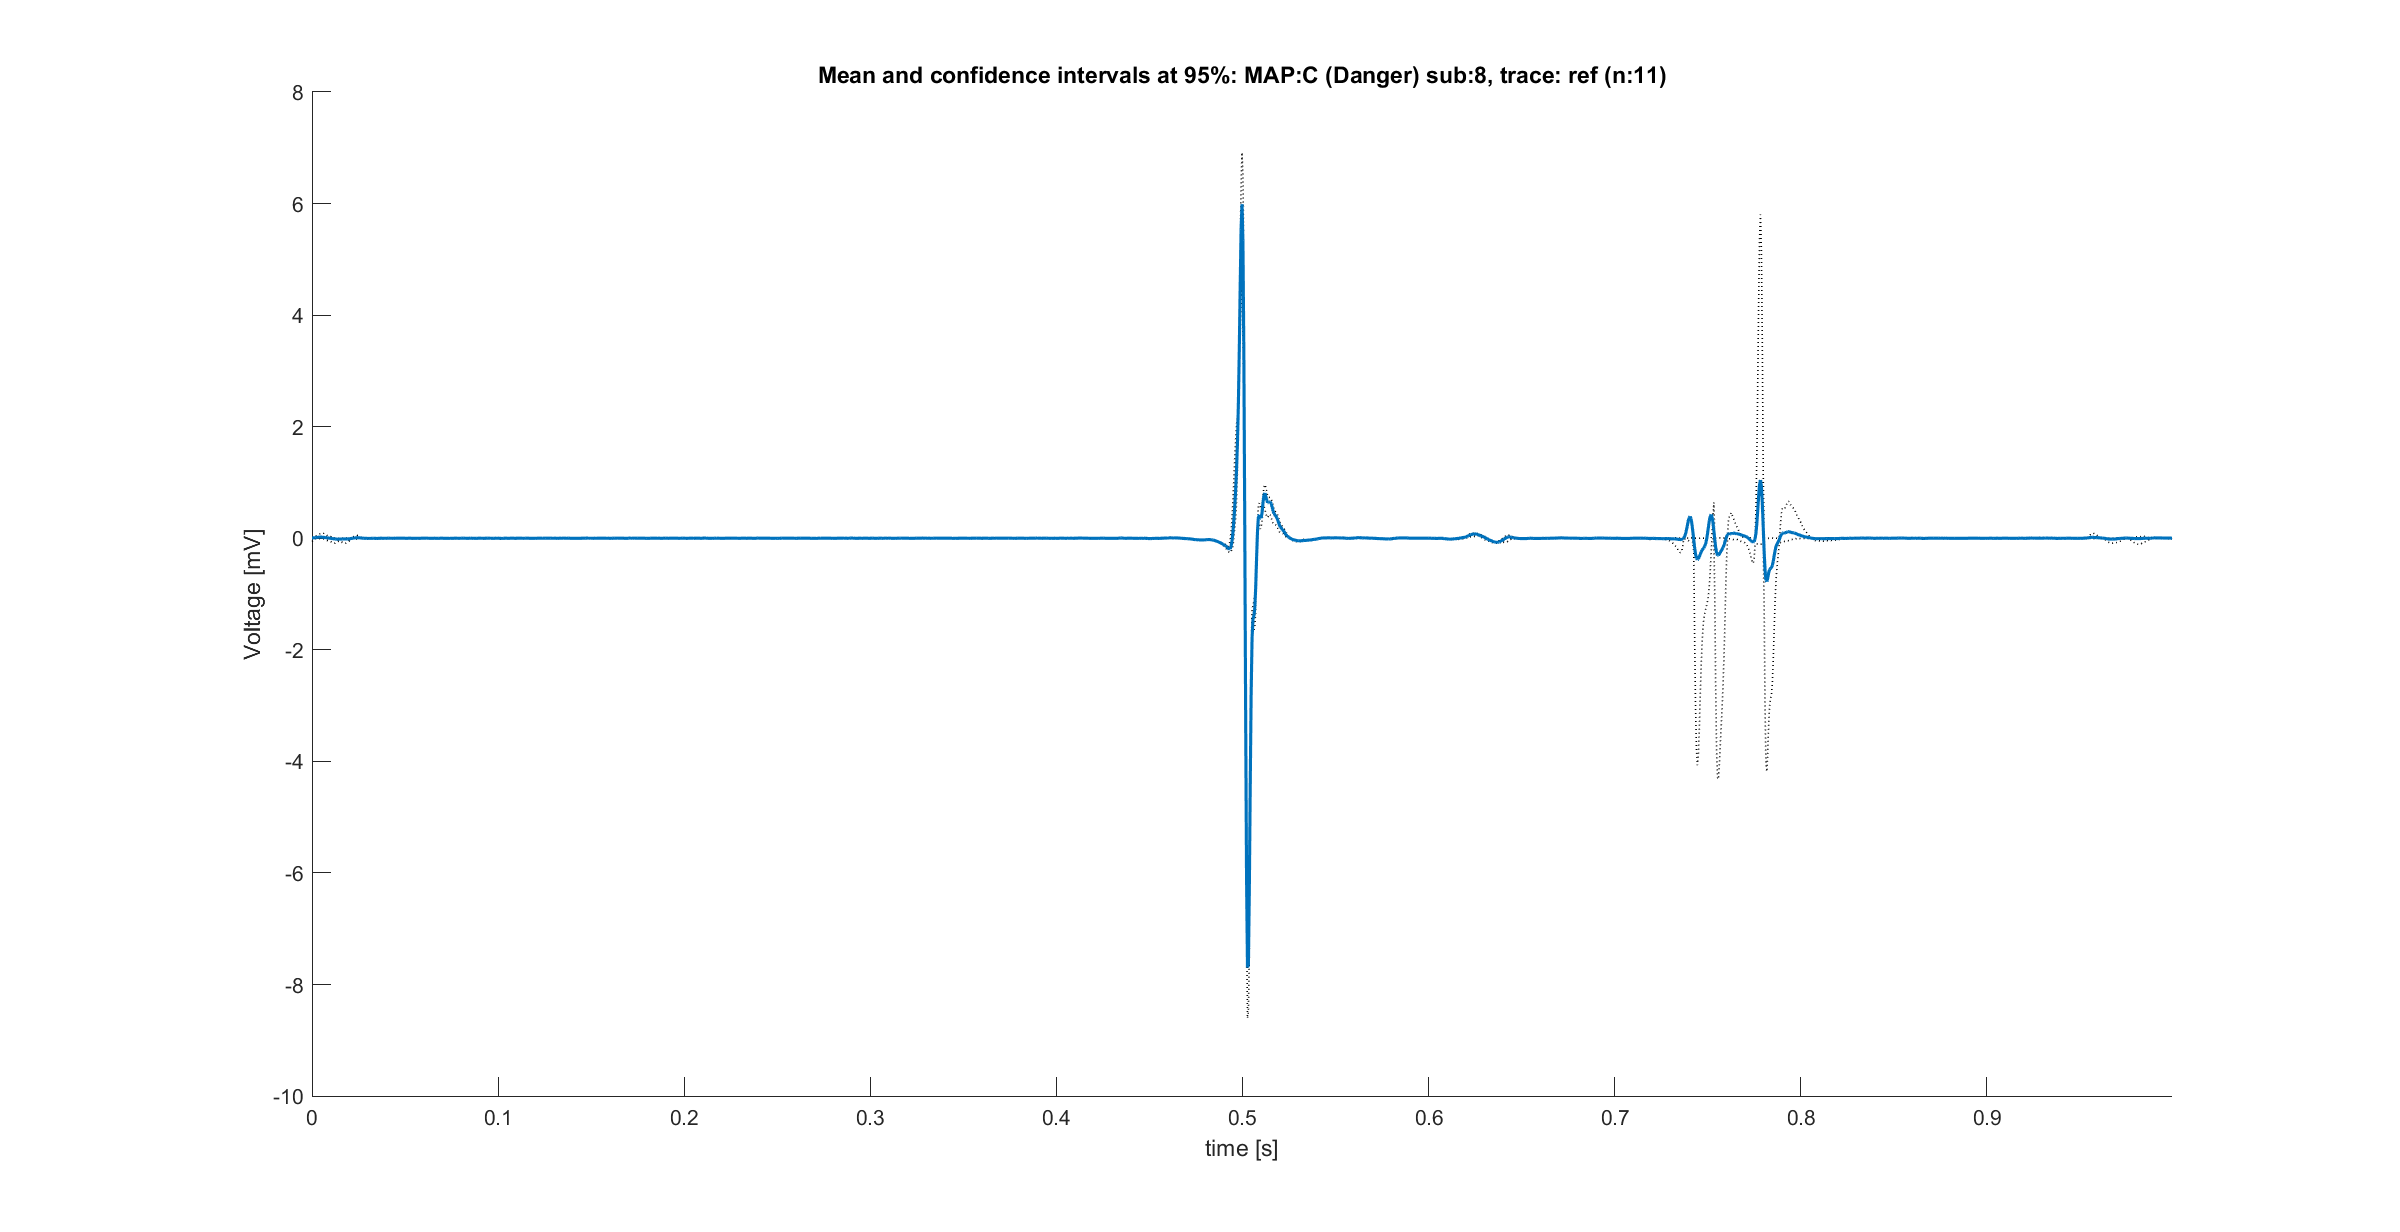 Mean and confidence intervals at 95%: MAP:C (Danger) sub:8, trace: ref (n:11)
8
6
4
2
0
-2
-4
-6
-8
-10
Voltage [mV]
0 0.1 0.2 0.3 0.4 0.5 0.6 0.7 0.8 0.9
time [s]